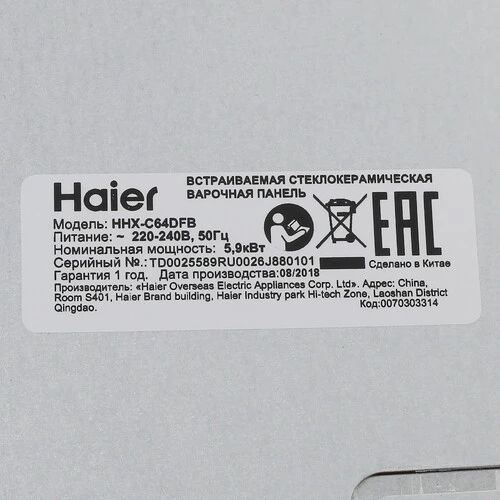 Haier
ВСТРАИВАЕМАЯ СТЕКЛОКЕРАМИЧЕСКАЯ
ВАРОЧНАЯ ПАНЕЛЬ
Модель: HHX-C64DFB
Питание: ~ 220-240В, 50Гц
Номинальная мощность: 5,9кВт
Серийный №: TD0025589RU0026J880101
Гарантия 1 год. Дата производства:08/2018
EAC
Сделано в Китае
Производитель: «Haier Overseas Electric Appliances Corp. Ltd». Адрес: China,
Room S401, Haier Brand building, Haier Industry park Hi-tech Zone, Laoshan District
Qingdao.
Код:0070303314